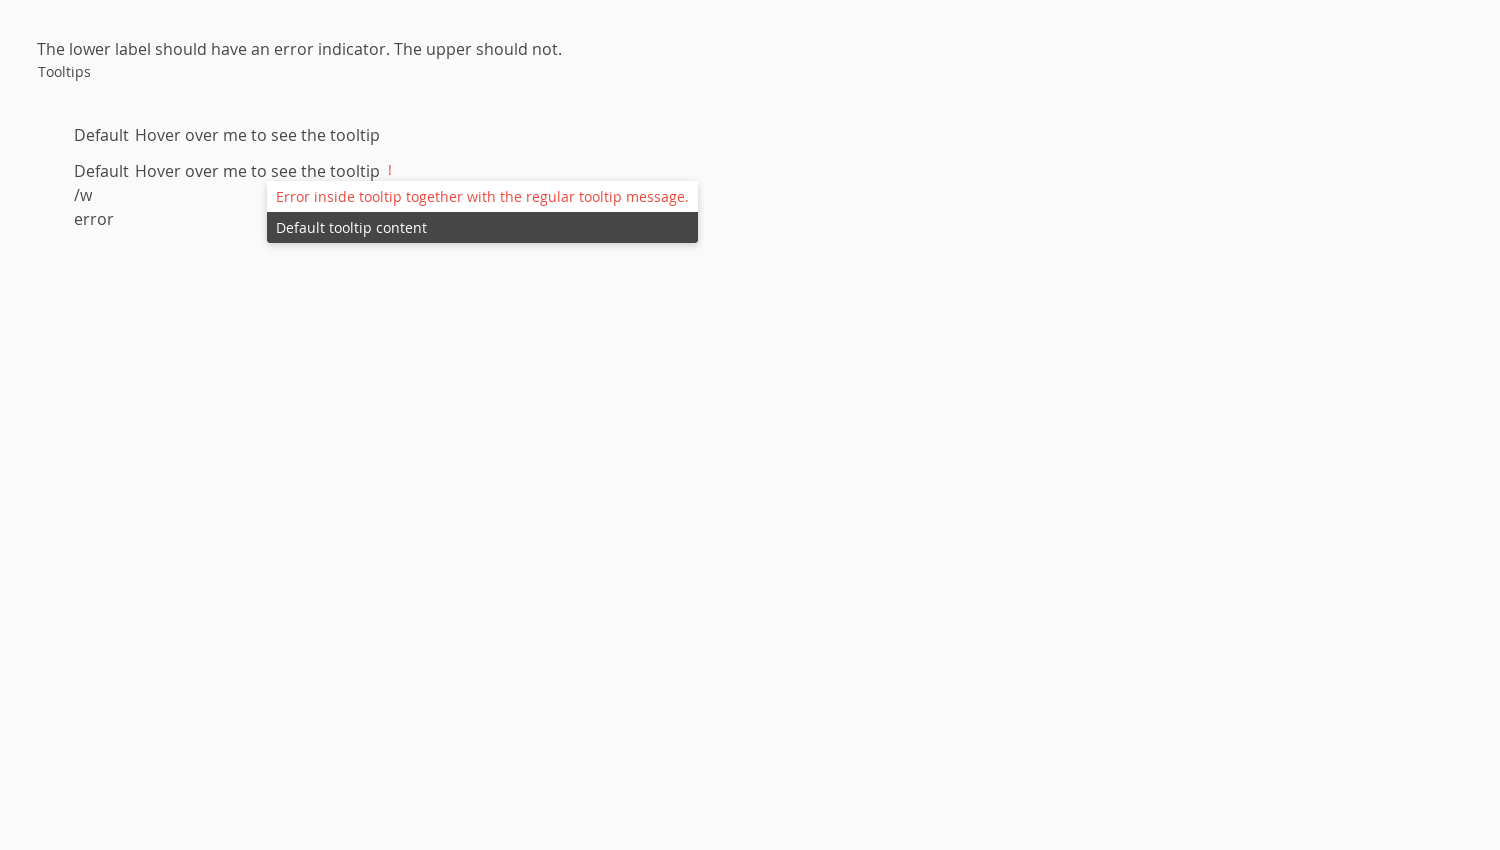 The lower label should have an error indicator. The upper should not.
Tooltips
Default Hover over me to see the tooltip
Default Hover over me to see the tooltip !
/w
error
Error inside tooltip together with the regular tooltip message.
Default tooltip content